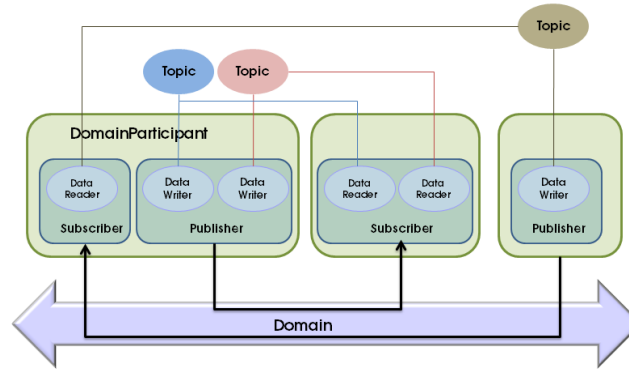 Topic
Topic
Topic
DomainParticipant
Data
Reader
Data
Writer
Data
Writer
Data
Reader
Data
Reader
Data
Writer
Subscriber
Publisher
Subscriber
Publisher
Domain